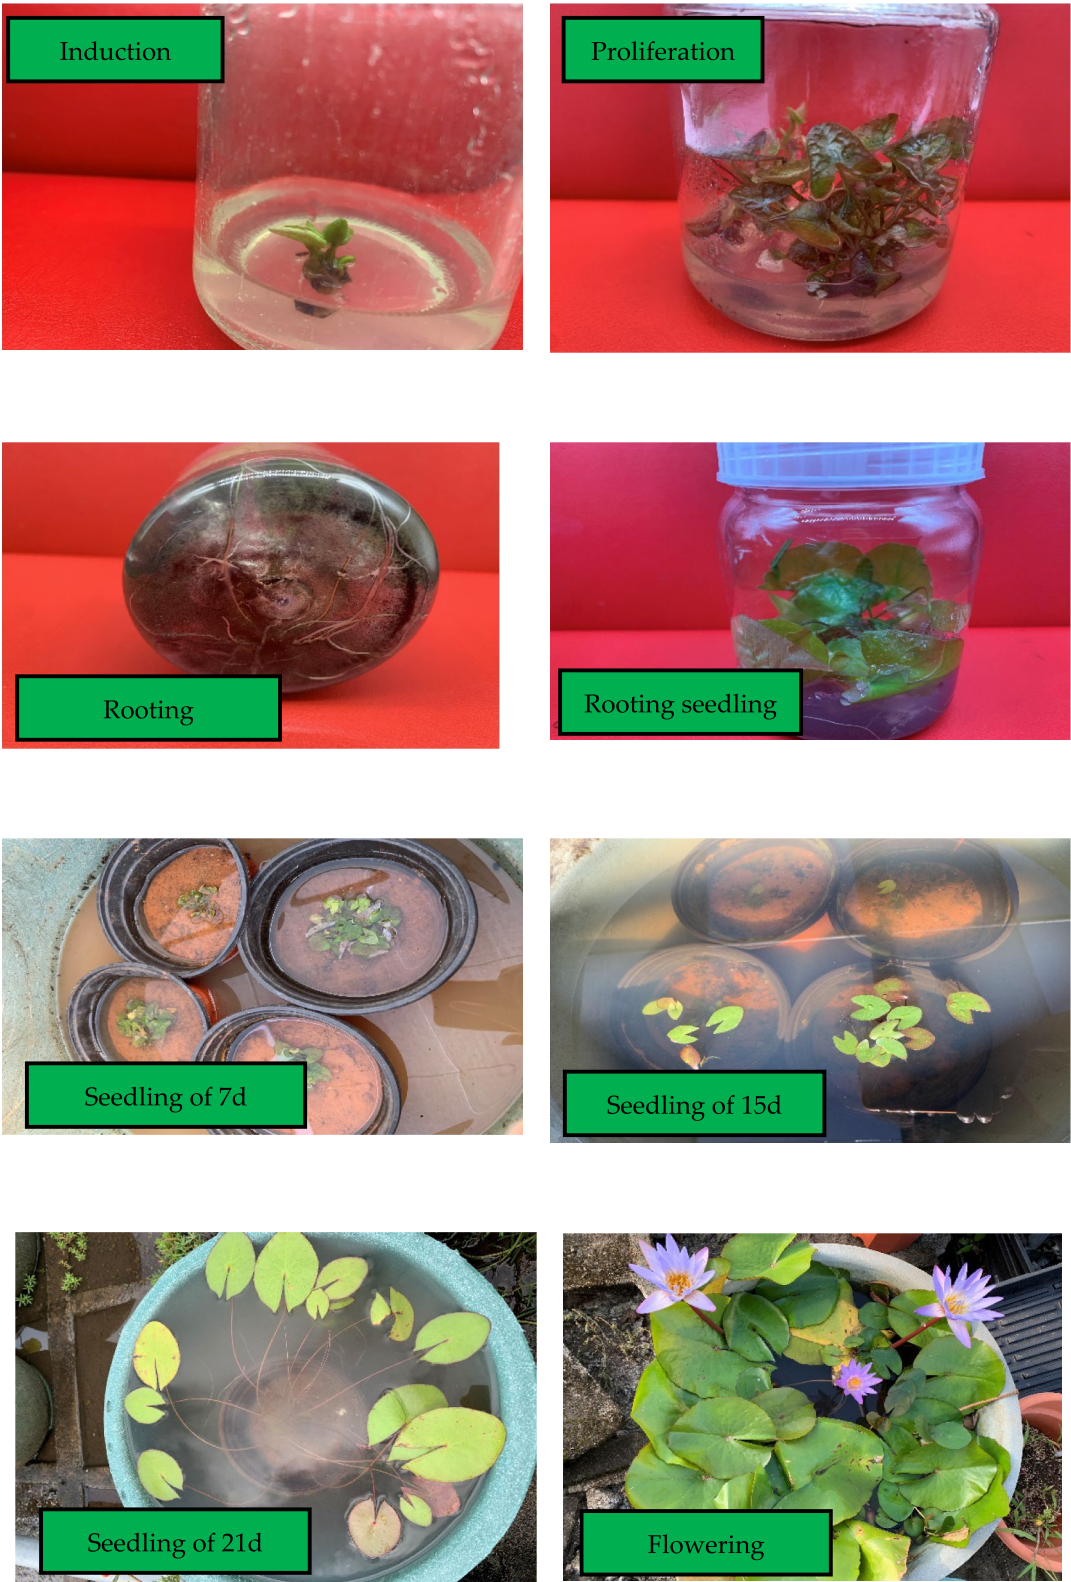 Induction
Proliferation
Rooting
Rooting seedling
Seedling of 7d
Seedling of 15d
Seedling of 21d
Flowering